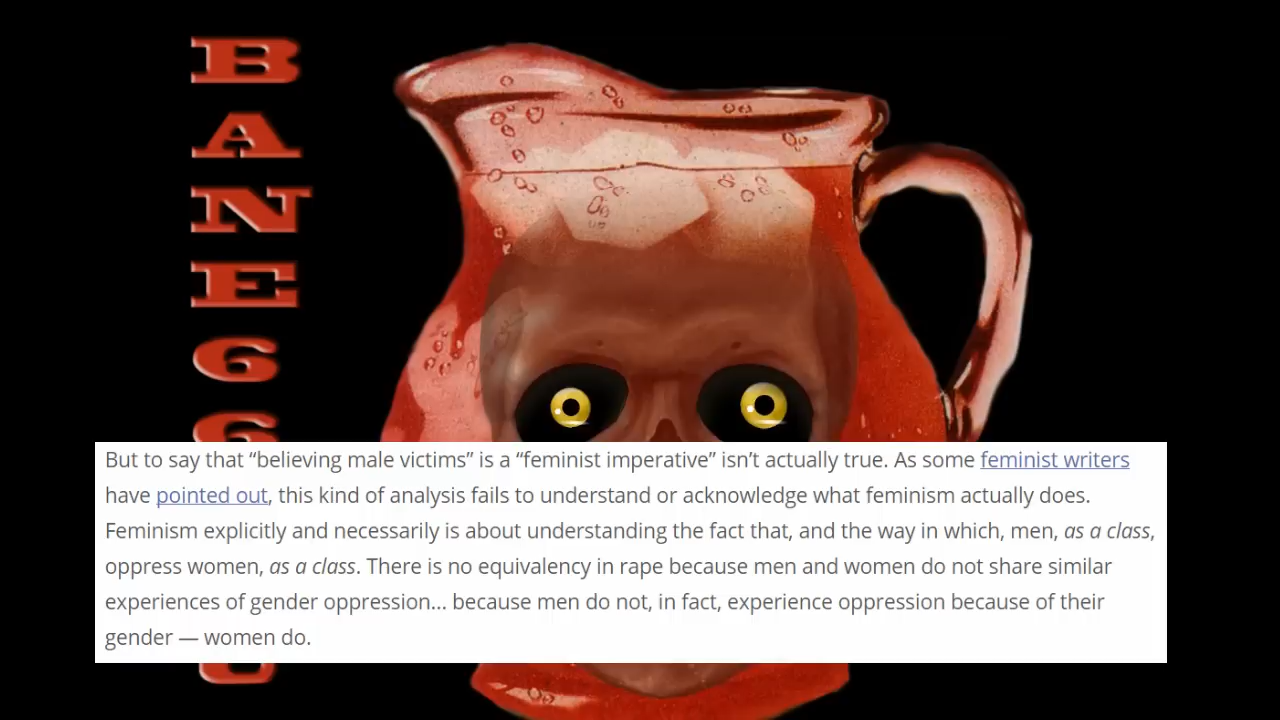 BANE66
But to say that “believing male victims” is a “feminist imperative” isn’t actually true. As some feminist writers
have pointed out, this kind of analysis fails to understand or acknowledge what feminism actually does.
Feminism explicitly and necessarily is about understanding the fact that, and the way in which, men, as a class,
oppress women, as a class. There is no equivalency in rape because men and women do not share similar
experiences of gender oppression... because men do not, in fact, experience oppression because of their
gender — women do.